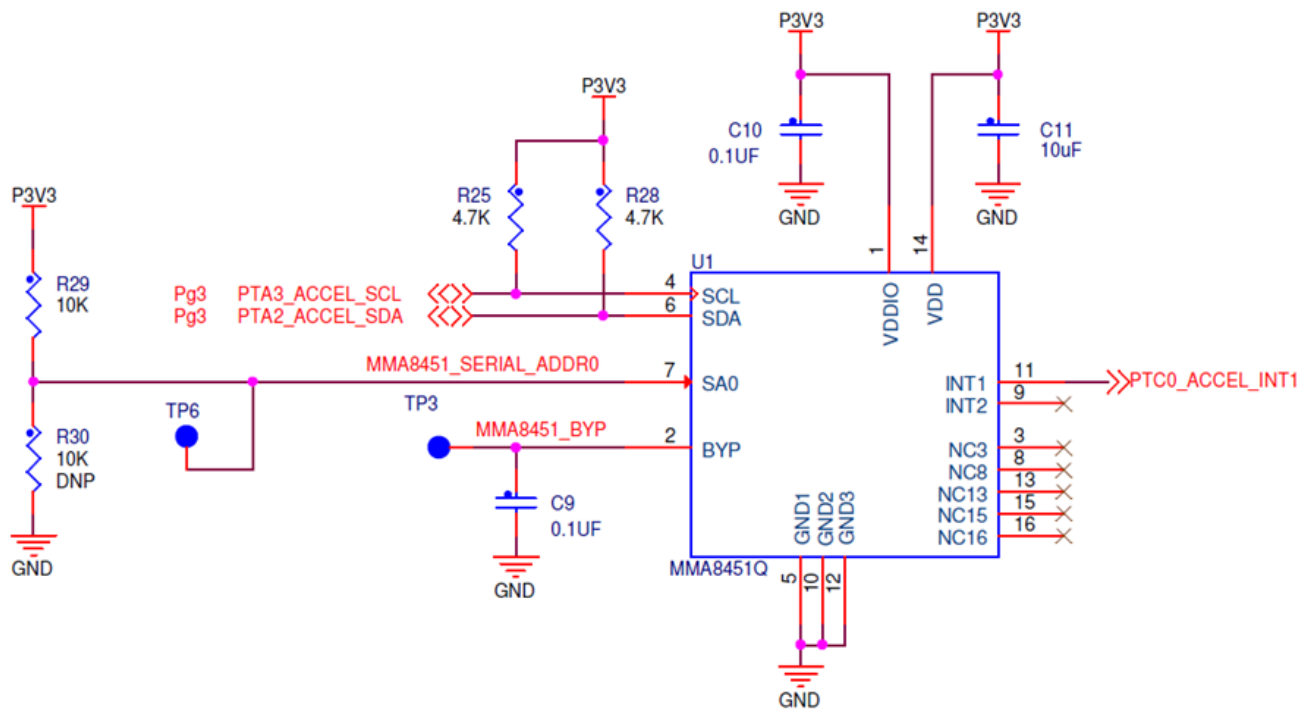 P3V3
P3V3
P3V3
C10
0.1UF
C11
10uF
GND
GND
P3V3
R25
4.7K
R28
4.7K
R29
10K
U1
1
14
Pg3 PTA3_ACCEL_SCL
4
SCL
Pg3 PTA2_ACCEL_SDA
6
SDA
VDDIO
VDD
MMA8451_SERIAL_ADDR0
7
SA0
INT1
11
PTC0_ACCEL_INT1
INT2
9
TP6
TP3
R30
10K
DNP
MMA8451_BYP
2
BYP
NC3
3
NC8
8
NC13
13
NC15
15
NC16
16
C9
0.1UF
GND1
GND2
GND3
GND
GND
MMA8451Q
5
10
12
GND